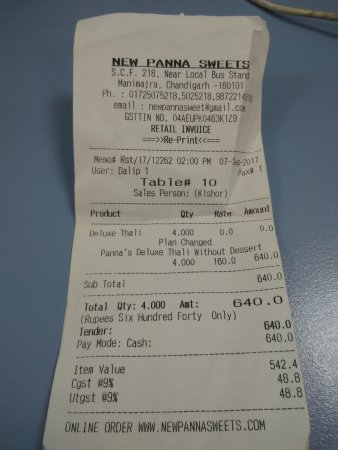 NEW PANNA SWEETS
S.C.F. 218, Near Local Bus Stand
Manimajra, Chandigarh -160101
Ph. : 01725075218,5025218,98722
email : newpannasweet@gmail.com
GSTTIN NO. 04AEUPK0463K1Z9
RETAIL INVOICE
===>>Re-Print<<===
Memo# Rst/17/12262 02:00 PM 07-Sep-2017
User: Dalip 1 Pax# 1
Table# 10
Sales Person: (Kishor)
Product Qty Rate Amount
Deluxe Thali 4.000 0.0 0.0
Plan Changed
Panna's Deluxe Thali Without Dessert
4.000 160.0 640.0
Sub Total 640.0
Total Qty: 4.000 Amt: 640.0
(Rupees Six Hundred Forty Only)
Tender: 640.0
Pay Mode: Cash: 640.0
Item Value 542.4
Cgst @9% 48.8
Utgst @9% 48.8
ONLINE ORDER WWW.NEWPANNASWEETS.COM